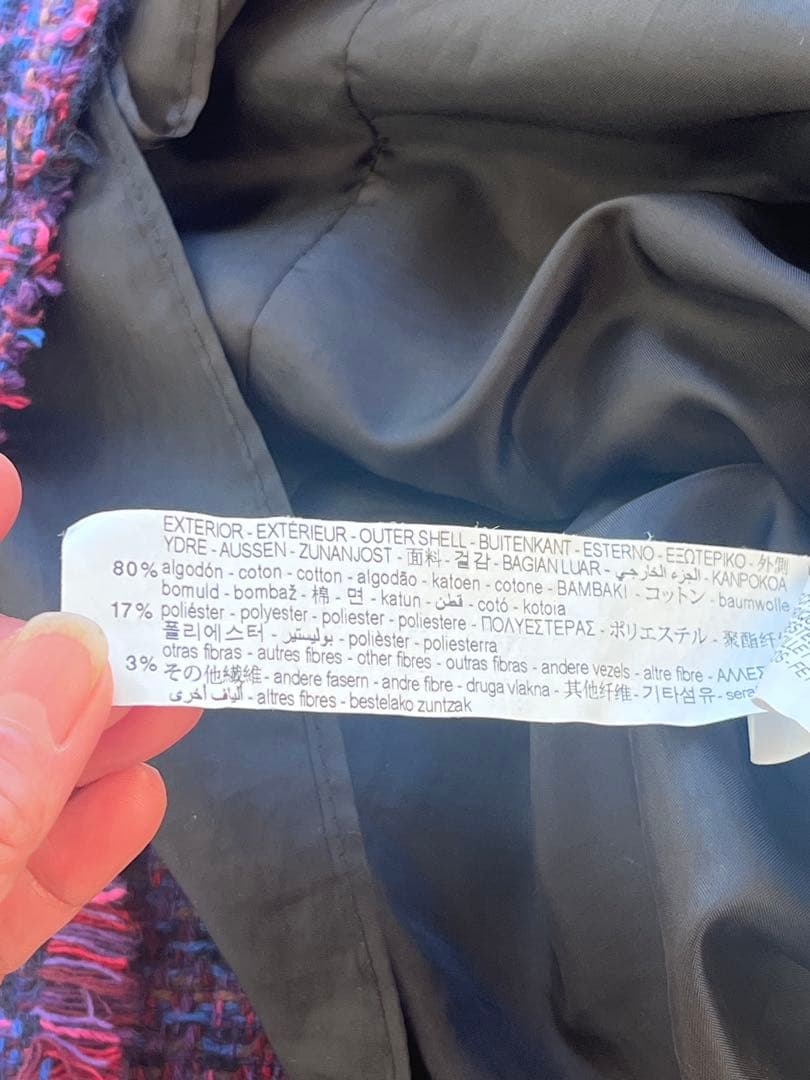 EXTERIOR - EXTÉRIEUR - OUTER SHELL - BUITENKANT - ESTERNO - ΕΞΩΤΕΡΙΚΟ - 外側
YDRE - AUSSEN - ZUNANJOST - 面料 - 겉감 - BAGIAN LUAR - الجزء الخارجي - KANPOKOA
80% algodón - coton - cotton - algodão - katoen - cotone - BAMBAKI - コットン - baumwolle
bomuld - bombaž - 棉 - 면 - katun - قطن - cotó - kotoia
17% poliéster - polyester - poliester - poliestere - ΠΟΛΥΕΣΤΕΡΑΣ - ポリエステル - 聚酯纤
폴리에스터 - بوليستير - polièster - poliesterra
otras fibras - autres fibres - other fibres - outras fibras - andere vezels - altre fibre - ΑΛΛΕΣ
3% その他繊維 - andere fasern - andre fibre - druga vlakna - 其他纤维 - 기타섬유 - sera
ألياف أخرى - altres fibres - bestelako zuntzak